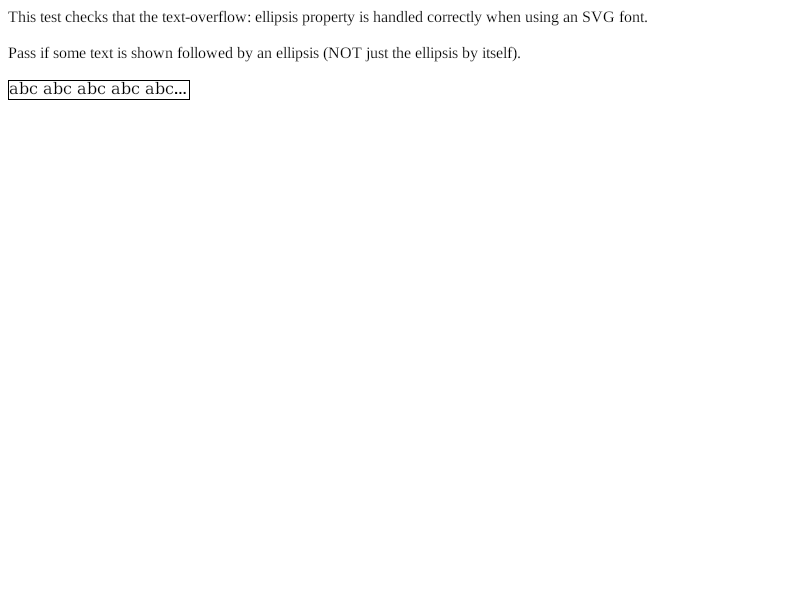 This test checks that the text-overflow: ellipsis property is handled correctly when using an SVG font.
Pass if some text is shown followed by an ellipsis (NOT just the ellipsis by itself).
abc abc abc abc abc...